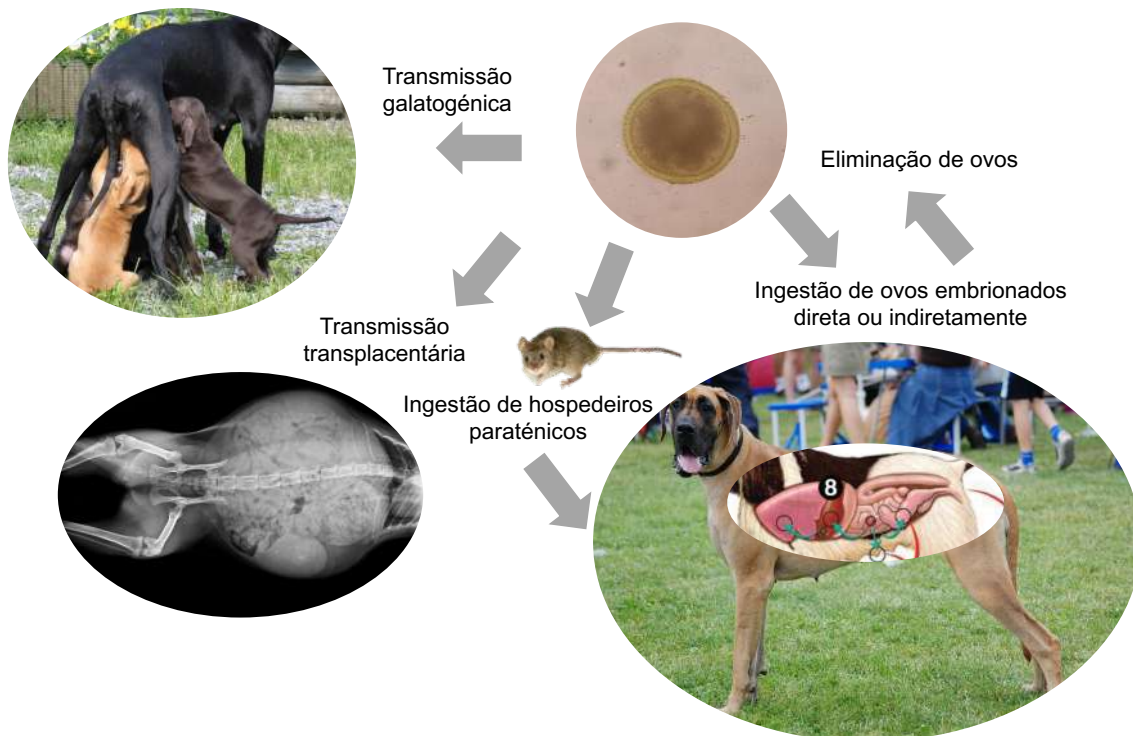 Transmissão
galatogénica
Eliminação de ovos
Ingestão de ovos embrionados
direta ou indiretamente
Transmissão
transplacentária
Ingestão de hospedeiros
paraténicos
8